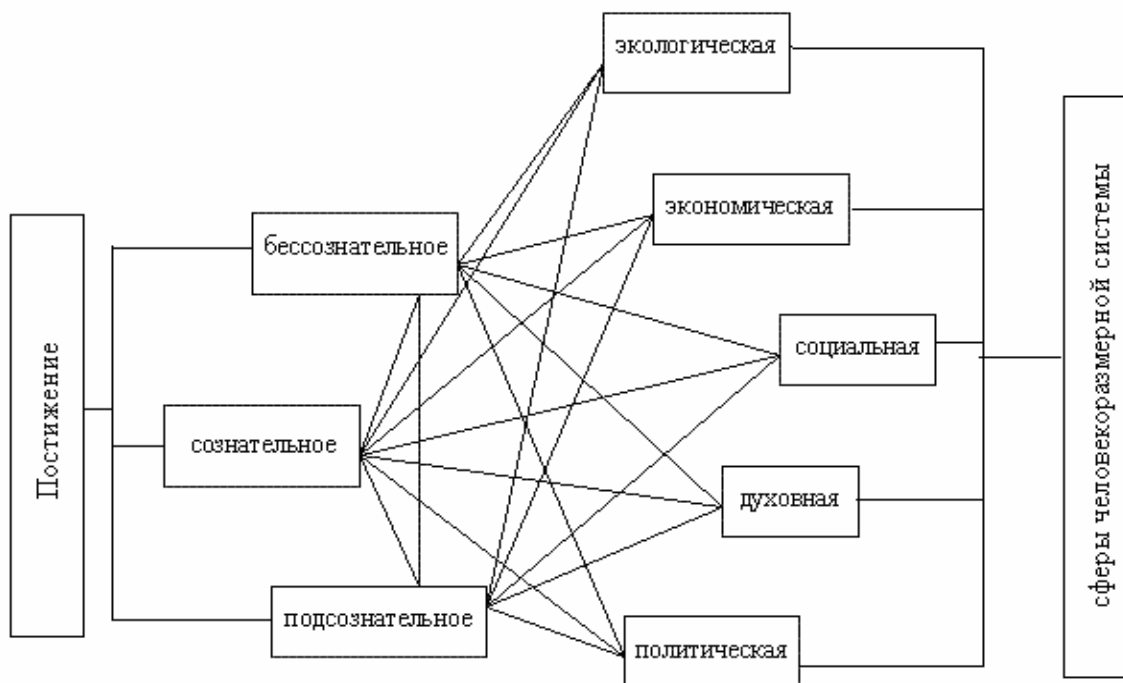 Постижение
бессознательное
сознательное
подсознательное
экологическая
экономическая
социальная
духовная
политическая
сферы человекоразмерной системы